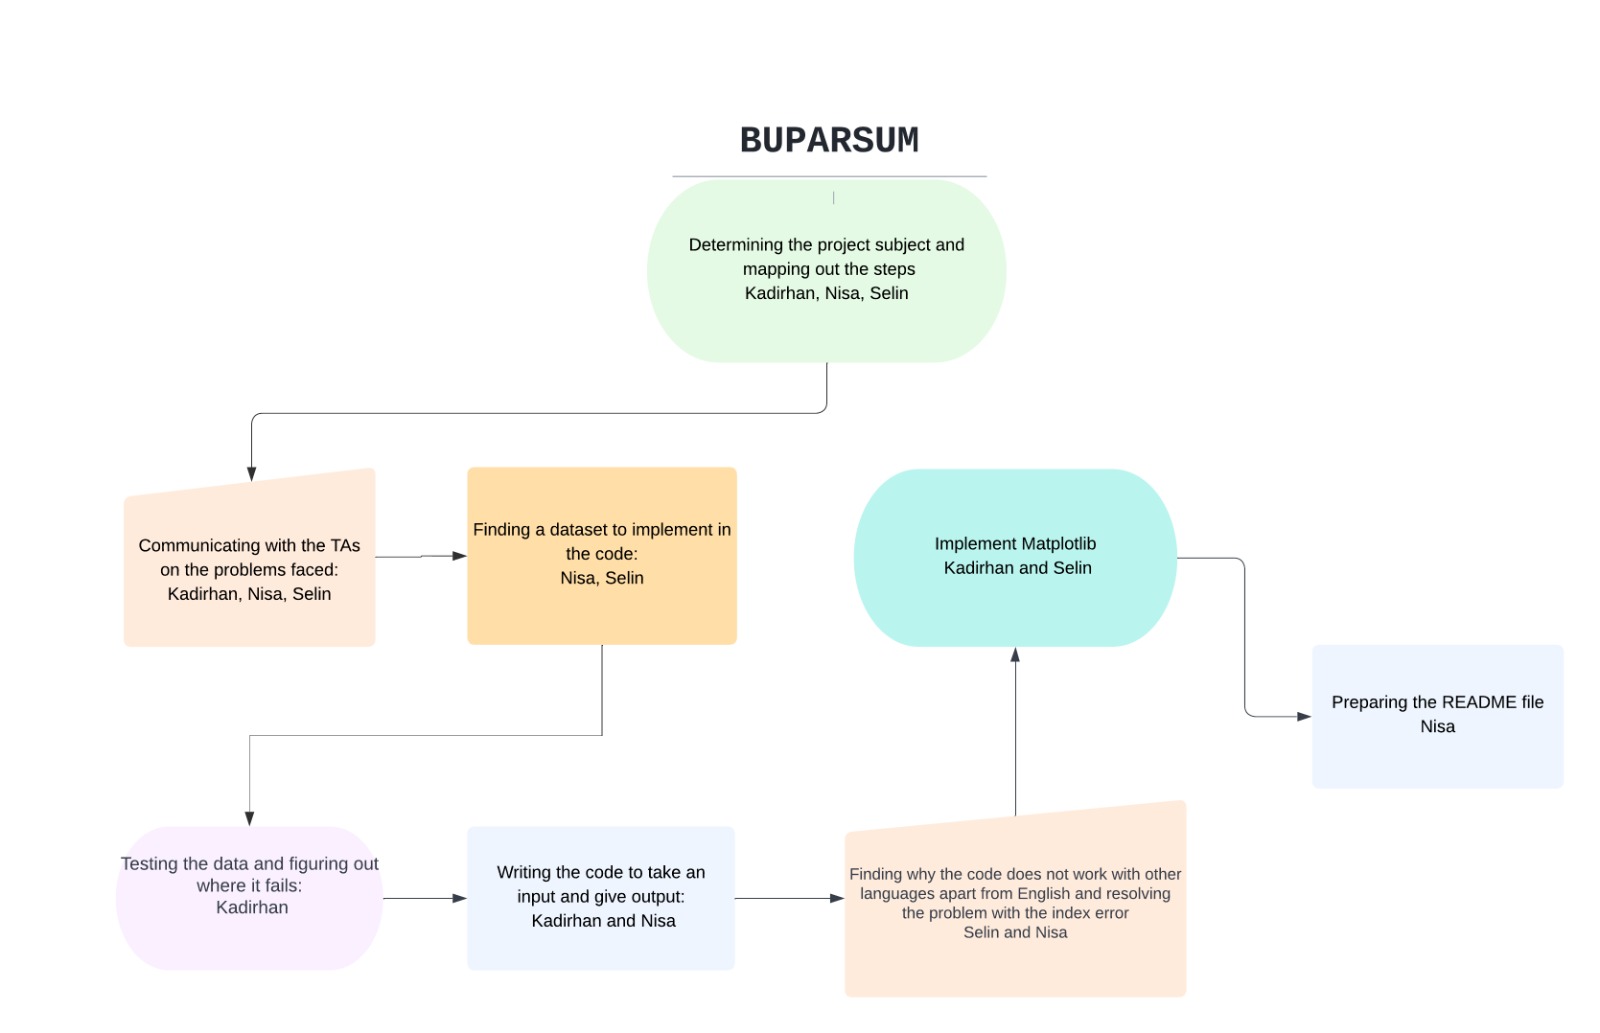 BUPARSUM
Determining the project subject and
mapping out the steps
Kadirhan, Nisa, Selin
Communicating with the TAs
on the problems faced:
Kadirhan, Nisa, Selin
Finding a dataset to implement in
the code:
Nisa, Selin
Testing the data and figuring out
where it fails:
Kadirhan
Writing the code to take an
input and give output:
Kadirhan and Nisa
Finding why the code does not work with other
languages apart from English and resolving
the problem with the index error
Selin and Nisa
Implement Matplotlib
Kadirhan and Selin
Preparing the README file
Nisa